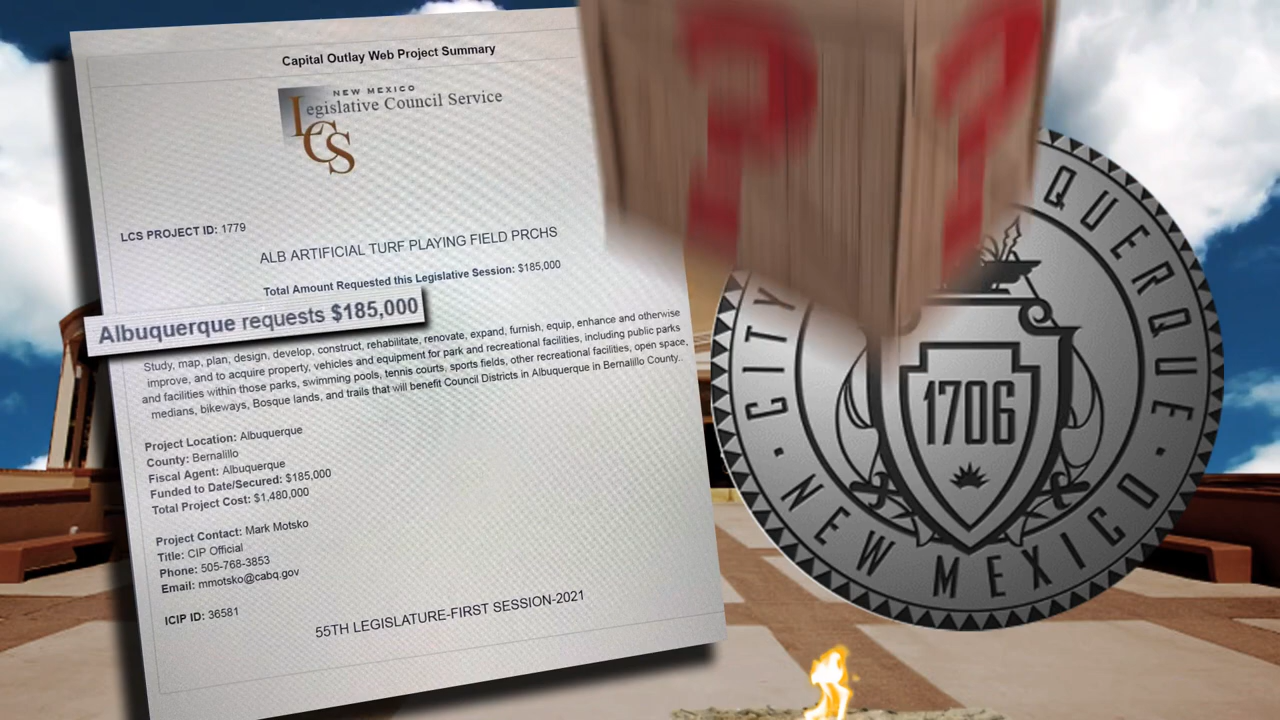 Capital Outlay Web Project Summary
NEW MEXICO
Legislative Council Service
LCS
LCS PROJECT ID: 1779
ALB ARTIFICIAL TURF PLAYING FIELD PRCHS
Total Amount Requested this Legislative Session: $185,000
Albuquerque requests $185,000
Study, map, plan, design, develop, construct, rehabilitate, renovate, expand, furnish, equip, enhance and otherwise
improve, and to acquire property, vehicles and equipment for park and recreational facilities, including public parks
and facilities within those parks, swimming pools, tennis courts, sports fields, other recreational facilities, open space,
medians, bikeways, Bosque lands, and trails that will benefit Council Districts in Albuquerque in Bernalillo County..
Project Location: Albuquerque
County: Bernalillo
Fiscal Agent: Albuquerque
Funded to Date/Secured: $185,000
Total Project Cost: $1,480,000
Project Contact: Mark Motsko
Title: CIP Official
Phone: 505-768-3853
Email: mmotsko@cabq.gov
ICIP ID: 36581
55TH LEGISLATURE-FIRST SESSION-2021
? ?
CITY
QUERQUE
NEW MEXICO
1706